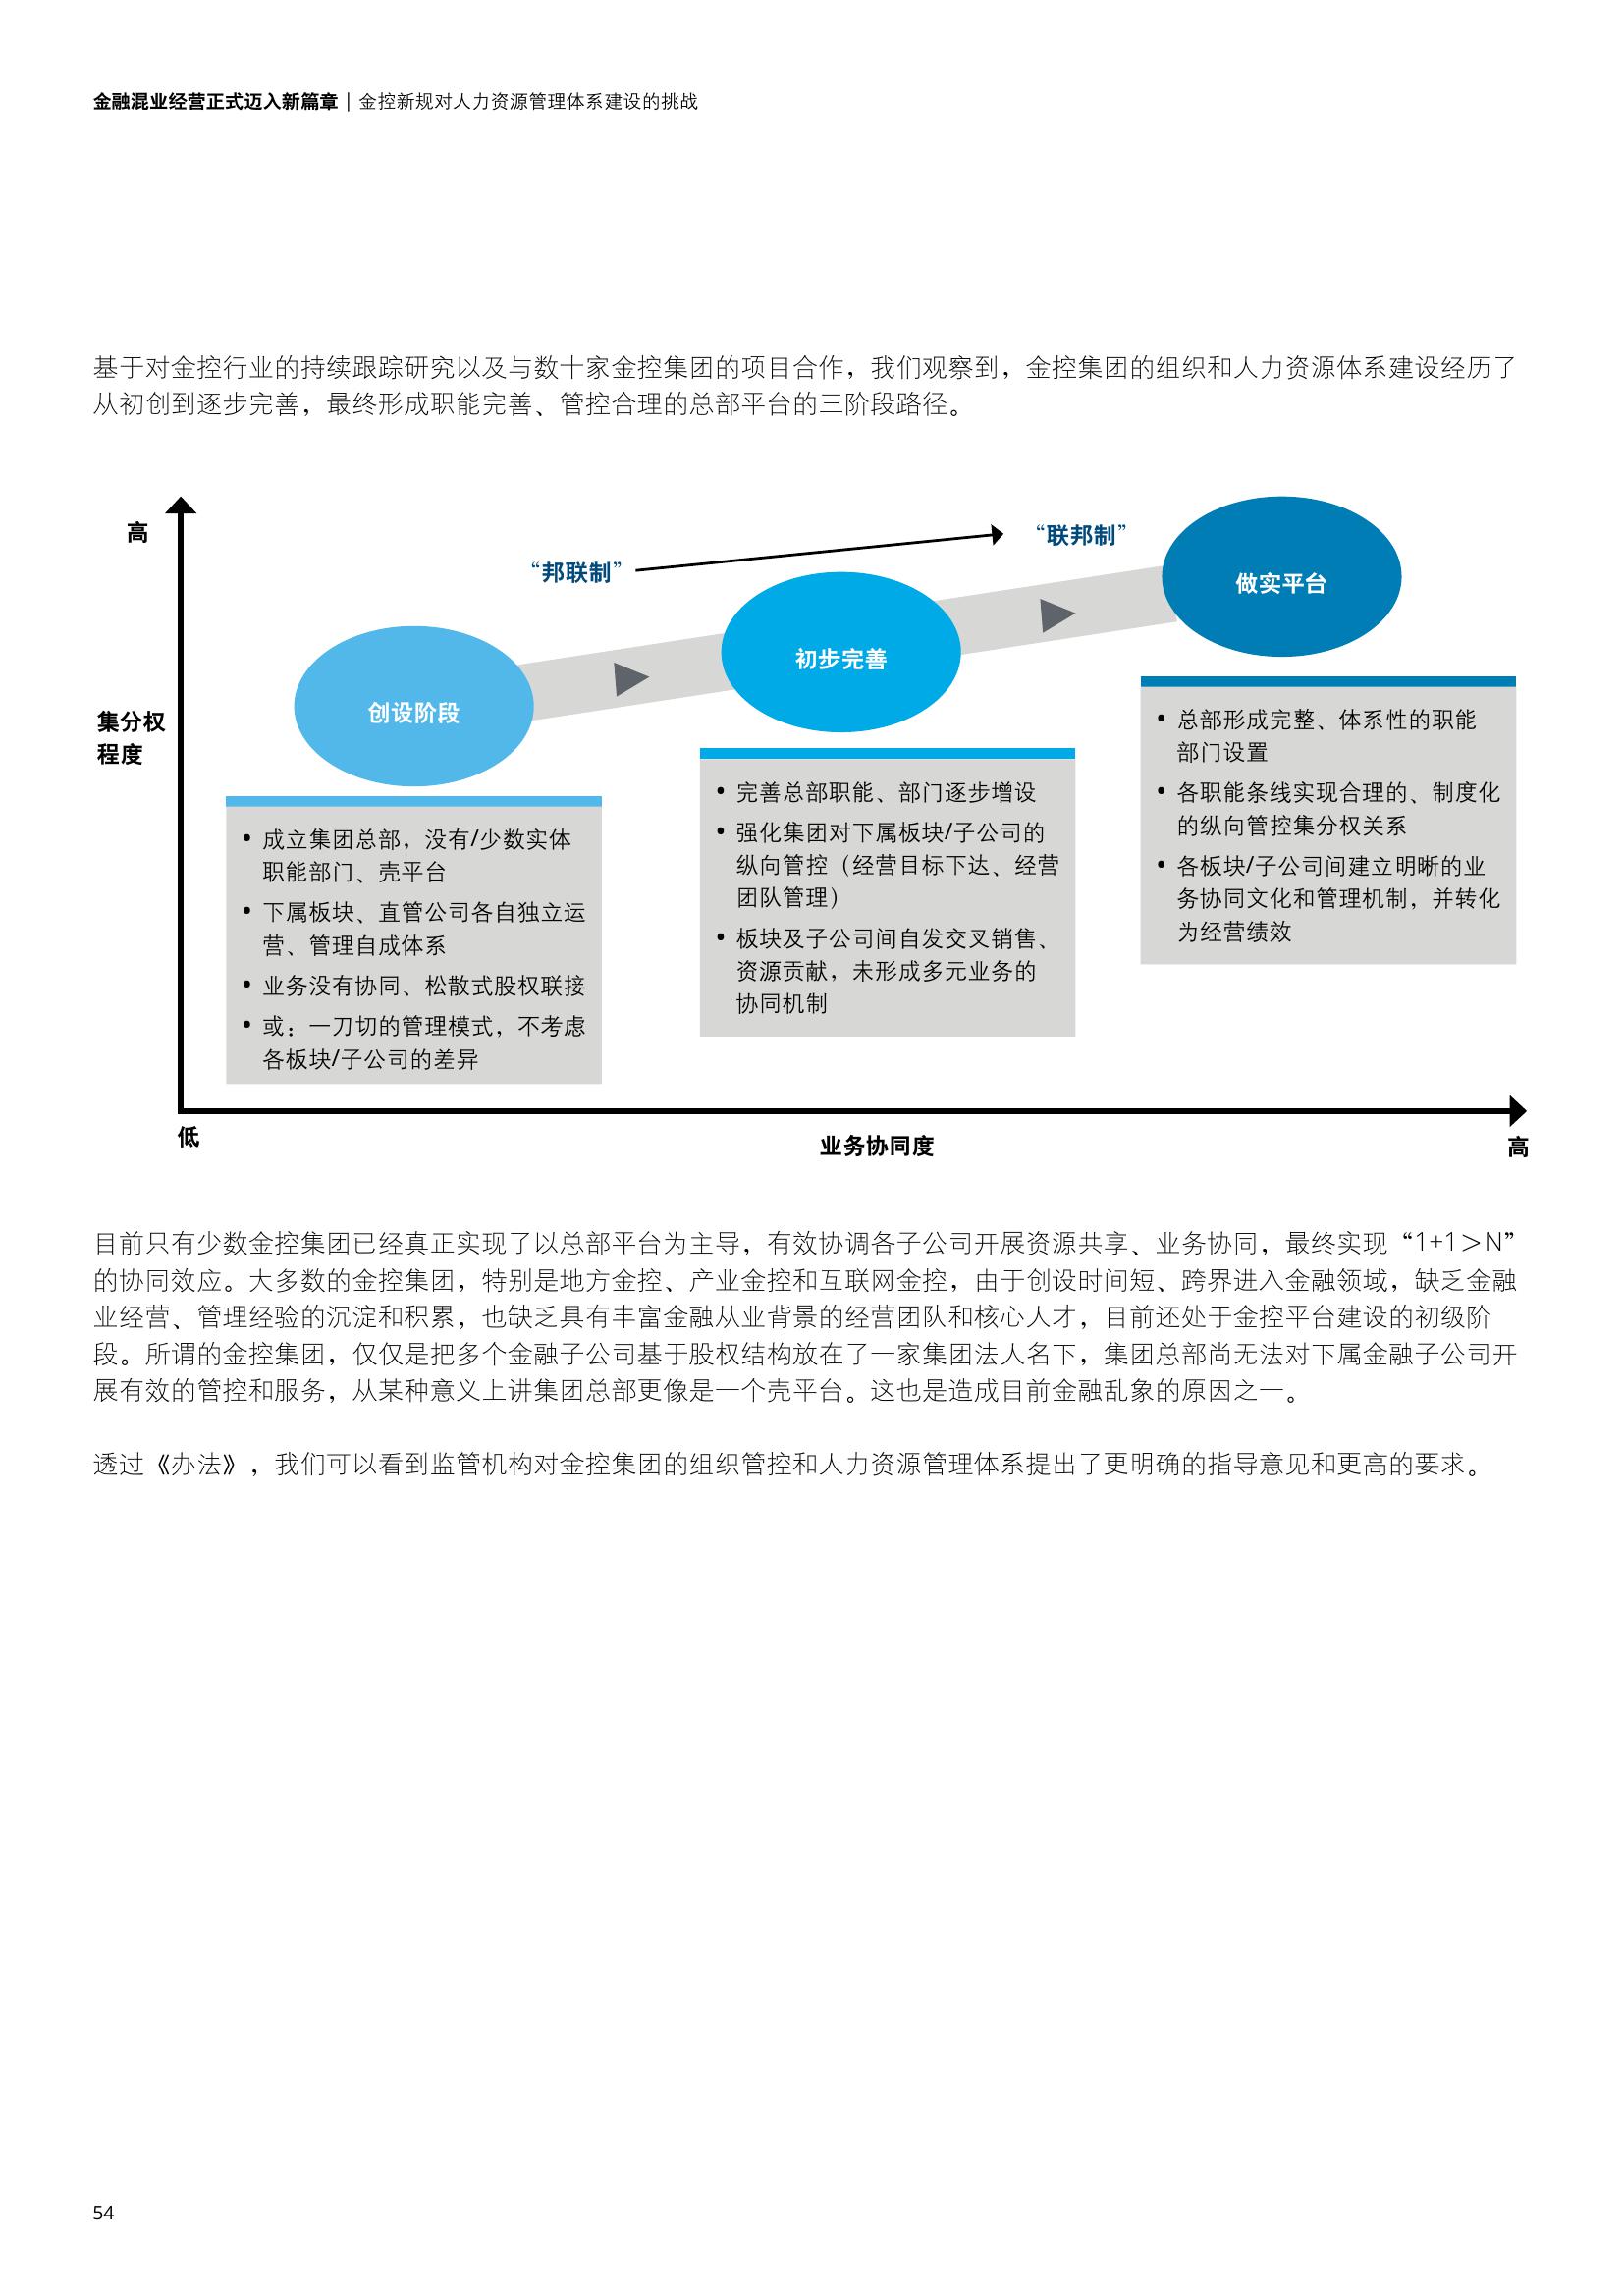 金融混业经营正式迈入新篇章 | 金控新规对人力资源管理体系建设的挑战
基于对金控行业的持续跟踪研究以及与数十家金控集团的项目合作，我们观察到，金控集团的组织和人力资源体系建设经历了
从初创到逐步完善，最终形成职能完善、管控合理的总部平台的三阶段路径。
高
集分权
程度
“邦联制”
“联邦制”
创设阶段
初步完善
做实平台
• 成立集团总部，没有/少数实体
职能部门、壳平台
• 下属板块、直管公司各自独立运
营、管理自成体系
• 业务没有协同、松散式股权联接
• 或：一刀切的管理模式，不考虑
各板块/子公司的差异
• 完善总部职能、部门逐步增设
• 强化集团对下属板块/子公司的
纵向管控（经营目标下达、经营
团队管理）
• 板块及子公司间自发交叉销售、
资源贡献，未形成多元业务的
协同机制
• 总部形成完整、体系性的职能
部门设置
• 各职能条线实现合理的、制度化
的纵向管控集分权关系
• 各板块/子公司间建立明晰的业
务协同文化和管理机制，并转化
为经营绩效
低
业务协同度
高
目前只有少数金控集团已经真正实现了以总部平台为主导，有效协调各子公司开展资源共享、业务协同，最终实现“1+1＞N”
的协同效应。大多数的金控集团，特别是地方金控、产业金控和互联网金控，由于创设时间短、跨界进入金融领域，缺乏金融
业经营、管理经验的沉淀和积累，也缺乏具有丰富金融从业背景的经营团队和核心人才，目前还处于金控平台建设的初级阶
段。所谓的金控集团，仅仅是把多个金融子公司基于股权结构放在了一家集团法人名下，集团总部尚无法对下属金融子公司开
展有效的管控和服务，从某种意义上讲集团总部更像是一个壳平台。这也是造成目前金融乱象的原因之一。
透过《办法》，我们可以看到监管机构对金控集团的组织管控和人力资源管理体系提出了更明确的指导意见和更高的要求。
54